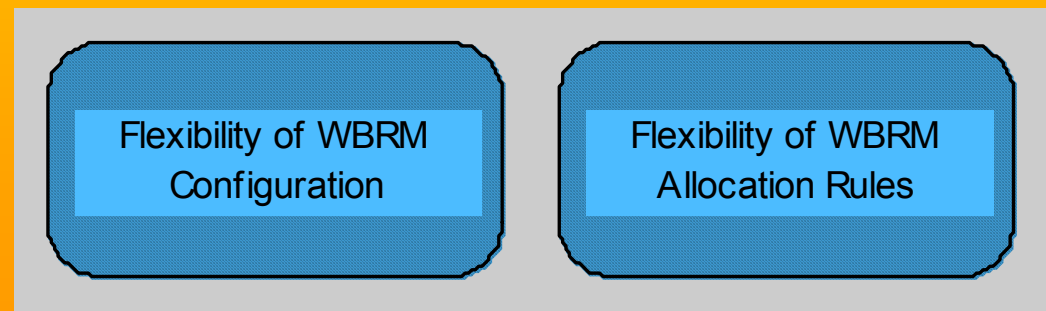 Flexibility of WBRM
Configuration
Flexibility of WBRM
Allocation Rules